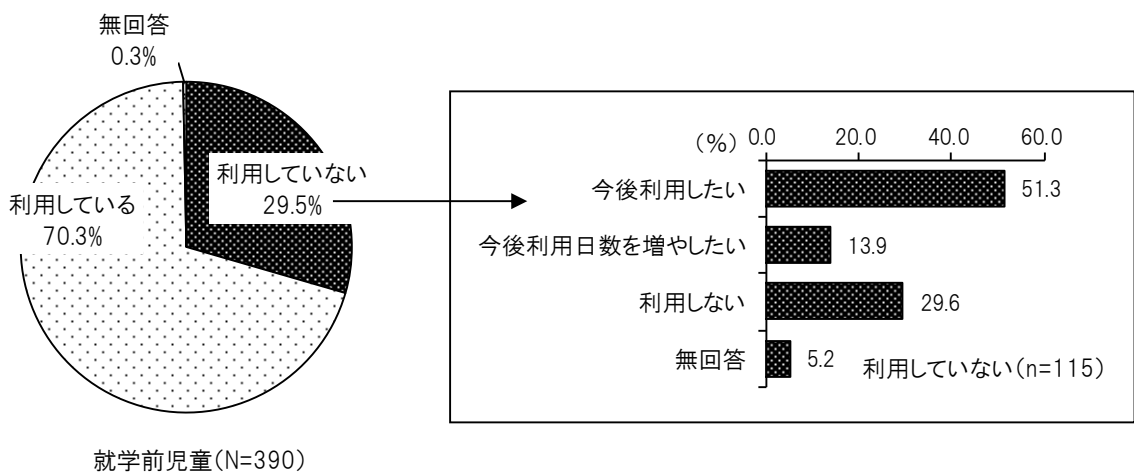 無回答
0.3%
利用していない
29.5%
利用している
70.3%
就学前児童(N=390)
(%)
0.0
20.0
40.0
60.0
今後利用したい
51.3
今後利用日数を増やしたい
13.9
利用しない
29.6
無回答
5.2
利用していない(n=115)